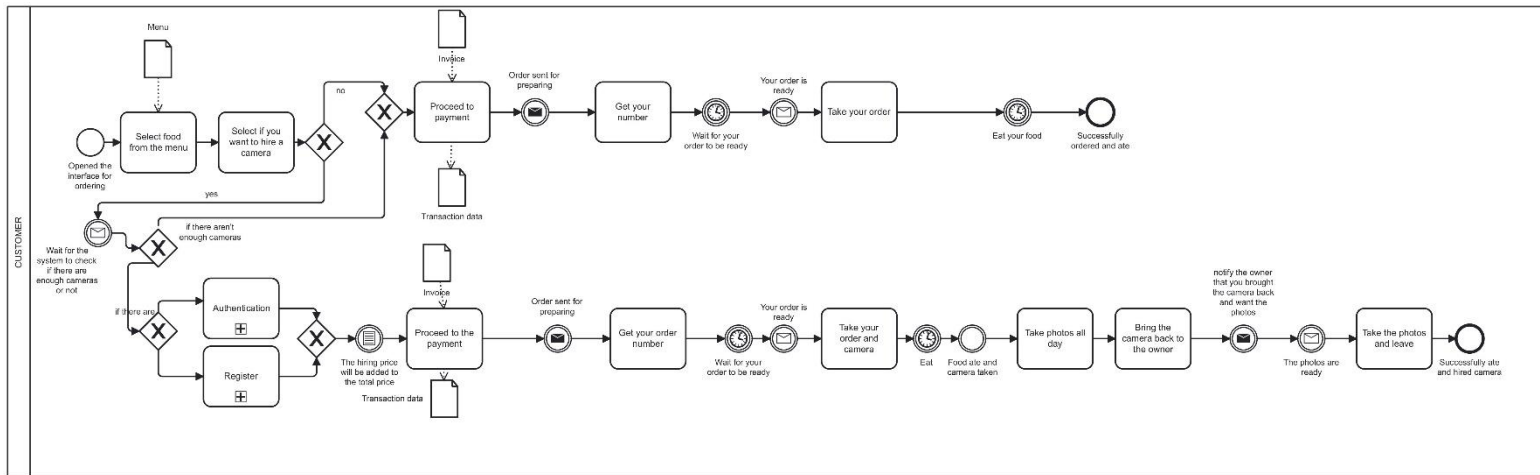 CUSTOMER
Menu
Opened the
interface for
ordering
Select food
from the menu
Select if you
want to hire a
camera
no
yes
Invoice
Proceed to
payment
Transaction data
Order sent for
preparing
Get your
number
Wait for your
order to be ready
Your order is
ready
Take your order
Eat your food
Successfully
ordered and ate
Wait for the
system to check
if there are
enough cameras
or not
if there aren't
enough cameras
if there are
Authentication
Register
The hiring price
will be added to
the total price
Invoice
Proceed to the
payment
Transaction data
Order sent for
preparing
Get your order
number
Wait for your
order to be ready
Your order is
ready
Take your
order and
camera
Eat
Food ate and
camera taken
Take photos all
day
Bring the
camera back to
the owner
notify the owner
that you brought
the camera back
and want the
photos
The photos are
ready
Take the photos
and leave
Successfully ate
and hired camera